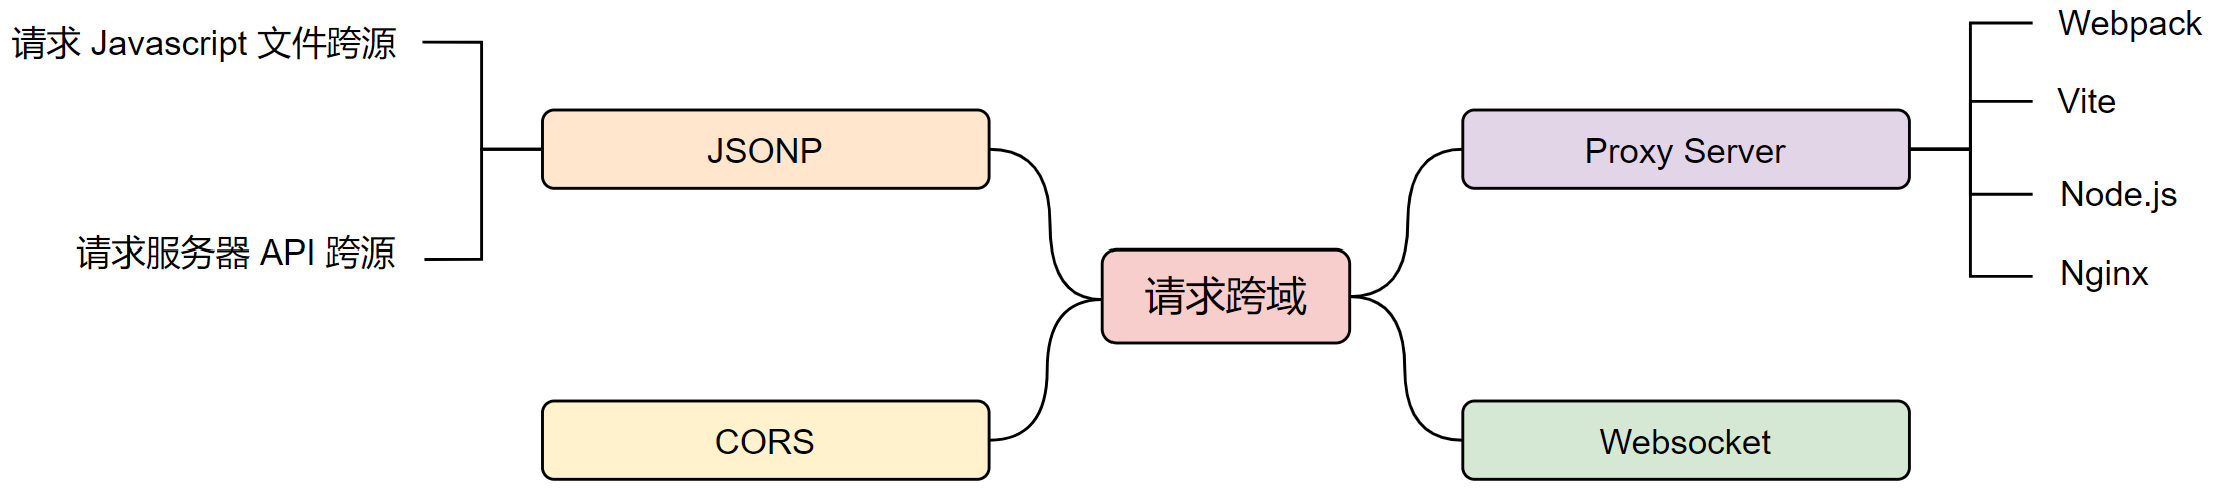 请求 Javascript 文件跨源
JSONP
请求服务器 API 跨源
CORS
请求跨域
Proxy Server
Webpack
Vite
Node.js
Nginx
Websocket